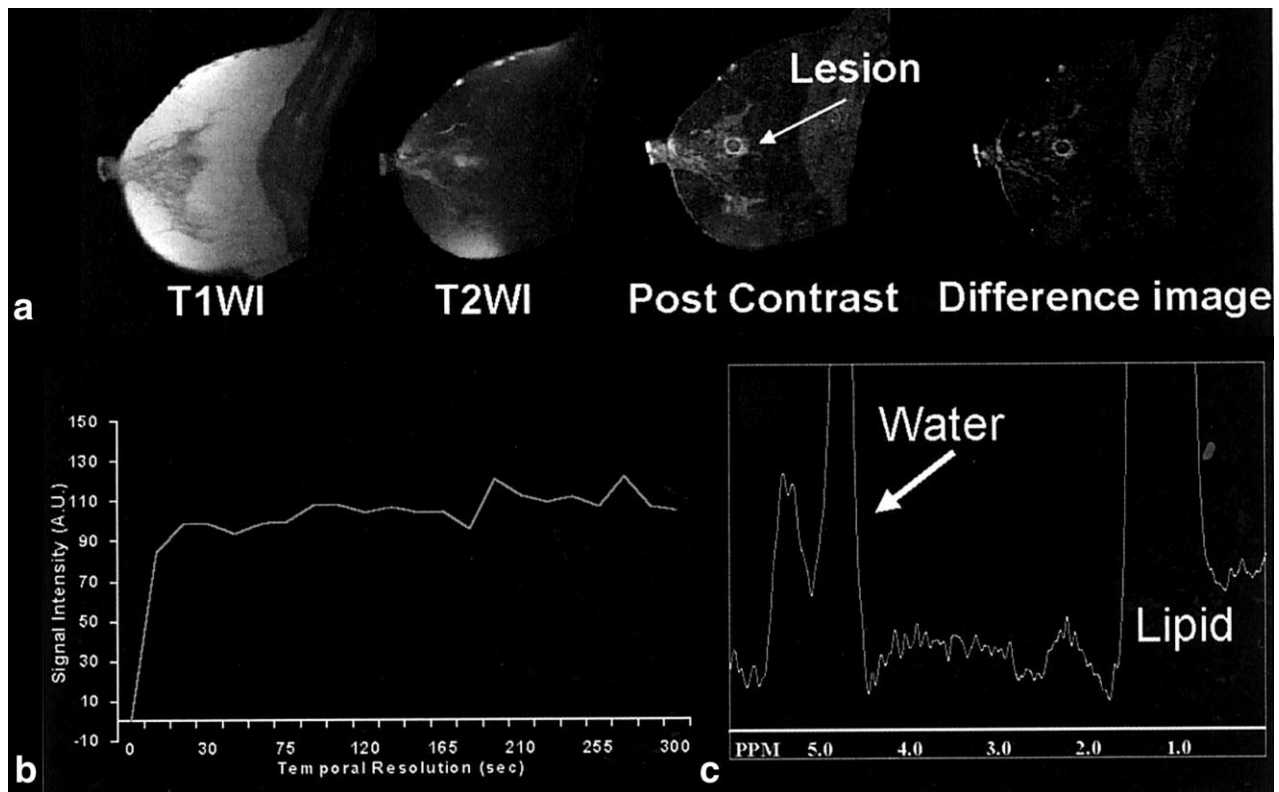 Lesion
T1WI
T2WI
Post Contrast
Difference image
a
150
130
110
90
70
50
30
10
-10
Signal Intensity (A.U.)
0 30 75 120 165 210 255 300
Temporal Resolution (sec)
b
Water
Lipid
PPM 5.0 4.0 3.0 2.0 1.0
c